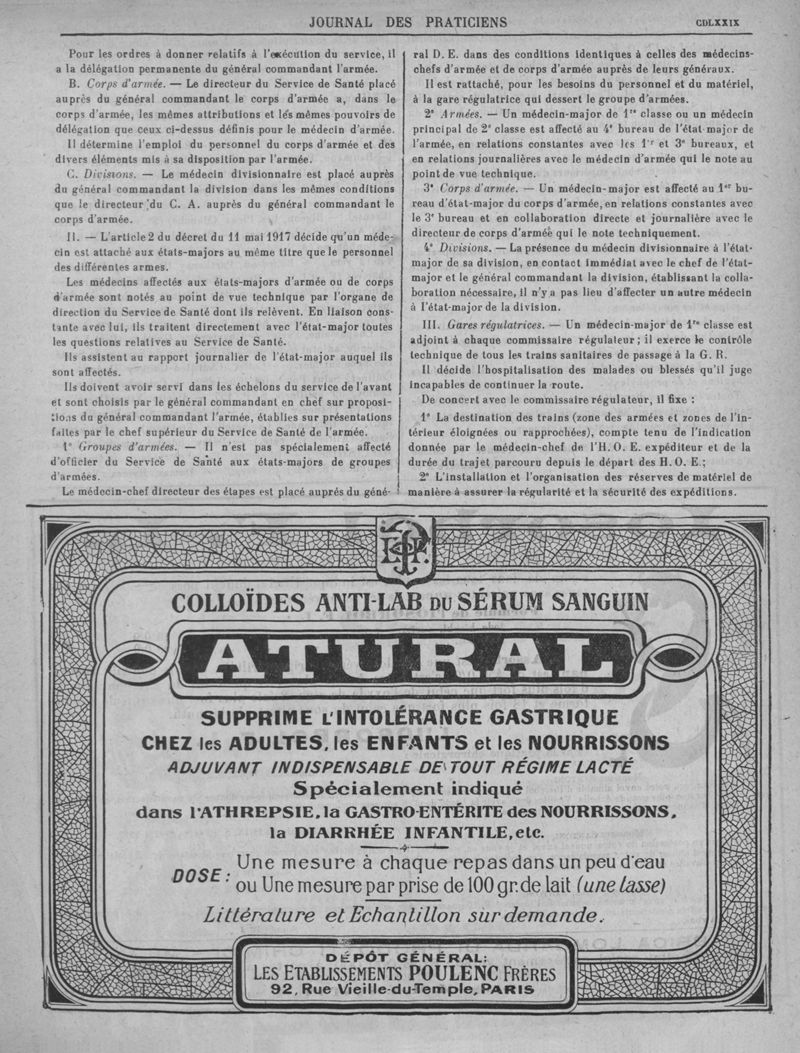 JOURNAL DES PRATICIENS
CDLXXIX
Pour les ordres à donner relatifs à l'exécution du service, il
a la délégation permanente du général commandant l'armée.
B. Corps d'armée. — Le directeur du Service de Santé placé
auprès du général commandant le corps d'armée a, dans le
corps d'armée, les mêmes attributions et les mêmes pouvoirs de
délégation que ceux ci-dessus définis pour le médecin d'armée.
Il détermine l'emploi du personnel du corps d'armée et des
divers éléments mis à sa disposition par l'armée.
C. Divisions. — Le médecin divisionnaire est placé auprès
du général commandant la division dans les mêmes conditions
que le directeur du C. A. auprès du général commandant le
corps d'armée.
II. — L'article 2 du décret du 11 mai 1917 décide qu'un méde-
cin est attaché aux états-majors au même titre que le personnel
des différentes armes.
Les médecins affectés aux états-majors d'armée ou de corps
d'armée sont notés au point de vue technique par l'organe de
direction du Service de Santé dont ils relèvent. En liaison cons-
tante avec lui, ils traitent directement avec l'état-major toutes
les questions relatives au Service de Santé.
Ils assistent au rapport journalier de l'état-major auquel ils
sont affectés.
Ils doivent avoir servi dans les échelons du service de l'avant
et sont choisis par le général commandant en chef sur proposi-
tions du général commandant l'armée, établies sur présentations
faites par le chef supérieur du Service de Santé de l'armée.
1° Groupes d'armées. — Il n'est pas spécialement affecté
d'officier du Service de Santé aux états-majors de groupes
d'armées.
Le médecin-chef directeur des étapes est placé auprès du géné-
ral D. E. dans des conditions identiques à celles des médecins-
chefs d'armée et de corps d'armée auprès de leurs généraux.
Il est rattaché, pour les besoins du personnel et du matériel,
à la gare régulatrice qui dessert le groupe d'armées.
2° Armées. — Un médecin-major de 1re classe ou un médecin
principal de 2e classe est affecté au 4e bureau de l'état-major de
l'armée, en relations constantes avec les 1er et 3e bureaux, et
en relations journalières avec le médecin d'armée qui le note au
point de vue technique.
3° Corps d'armée. — Un médecin-major est affecté au 1er bu-
reau d'état-major du corps d'armée, en relations constantes avec
le 3e bureau et en collaboration directe et journalière avec le
directeur de corps d'armée qui le note techniquement.
4° Divisions. — La présence du médecin divisionnaire à l'état-
major de sa division, en contact immédiat avec le chef de l'état-
major et le général commandant la division, établissant la colla-
boration nécessaire, il n'y a pas lieu d'affecter un autre médecin
à l'état-major de la division.
III. Gares régulatrices. — Un médecin-major de 1re classe est
adjoint à chaque commissaire régulateur ; il exerce le contrôle
technique de tous les trains sanitaires de passage à la G. R.
Il décide l'hospitalisation des malades ou blessés qu'il juge
incapables de continuer la route.
De concert avec le commissaire régulateur, il fixe :
1° La destination des trains (zone des armées et zones de l'in-
térieur éloignées ou rapprochées), compte tenu de l'indication
donnée par le médecin-chef de l'H. O. E. expéditeur et de la
durée du trajet parcouru depuis le départ des H. O. E. ;
2° L'installation et l'organisation des réserves de matériel de
manière à assurer la régularité et la sécurité des expéditions.
COLLOÏDES ANTI-LAB DU SÉRUM SANGUIN
ATURAL
SUPPRIME L'INTOLÉRANCE GASTRIQUE
CHEZ les ADULTES, les ENFANTS et les NOURRISSONS
ADJUVANT INDISPENSABLE DE TOUT RÉGIME LACTÉ
Spécialement indiqué
dans l'ATHREPSIE, la GASTRO-ENTÉRITE des NOURRISSONS,
la DIARRHÉE INFANTILE, etc.
DOSE : Une mesure à chaque repas dans un peu d'eau
ou Une mesure par prise de 100 gr. de lait (une tasse)
Littérature et Echantillon sur demande.
DÉPÔT GÉNÉRAL:
LES ETABLISSEMENTS POULENC FRÈRES
92, Rue Vieille-du-Temple, PARIS